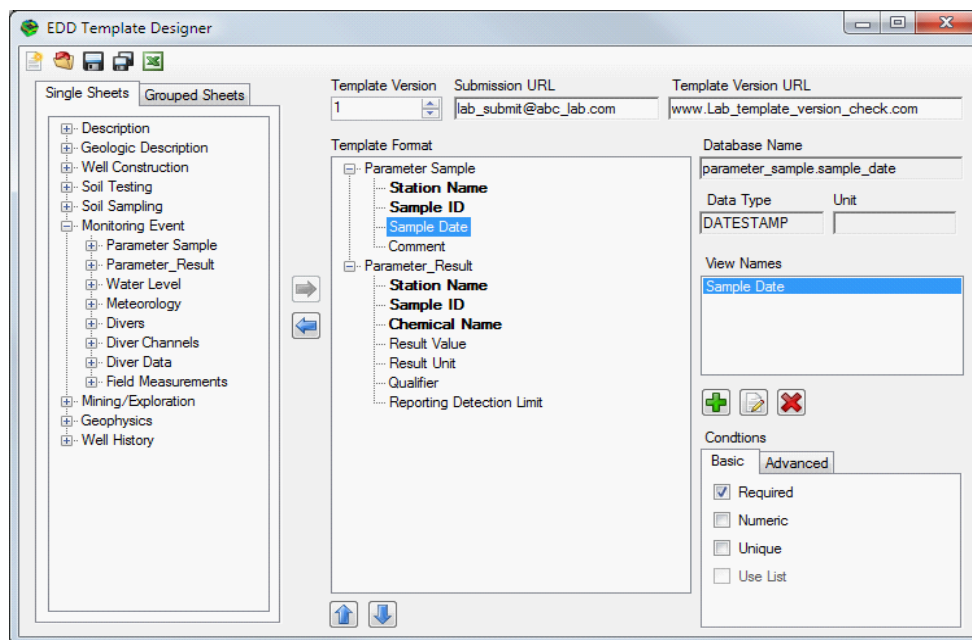 EDD Template Designer
Single Sheets
Grouped Sheets
Description
Geologic Description
Well Construction
Soil Testing
Soil Sampling
Monitoring Event
Parameter Sample
Parameter_Result
Water Level
Meteorology
Divers
Diver Channels
Diver Data
Field Measurements
Mining/Exploration
Geophysics
Well History
Template Version
1
Submission URL
lab_submit@abc_lab.com
Template Version URL
www.Lab_template_version_check.com
Template Format
Parameter Sample
Station Name
Sample ID
Sample Date
Comment
Parameter_Result
Station Name
Sample ID
Chemical Name
Result Value
Result Unit
Qualifier
Reporting Detection Limit
Database Name
parameter_sample.sample_date
Data Type
DATESTAMP
Unit
View Names
Sample Date
Condtions
Basic
Advanced
Required
Numeric
Unique
Use List